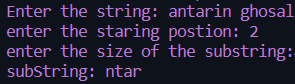 Enter the string: antarin ghosal
enter the staring postion: 2
enter the size of the substring:
subString: ntar